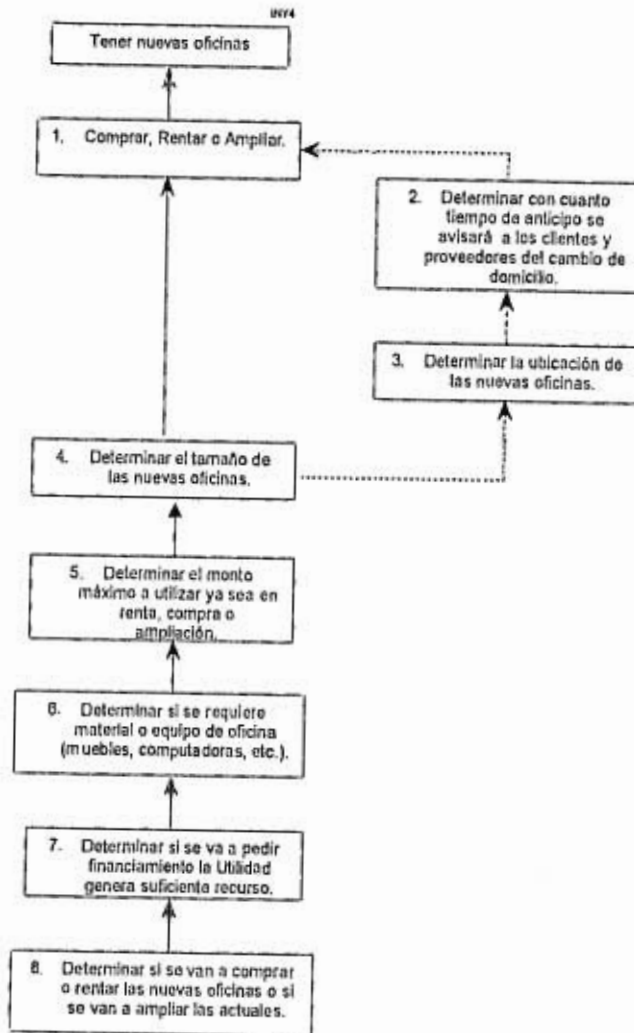 INY4
Tener nuevas oficinas
1. Comprar, Rentar o Ampliar.
2. Determinar con cuanto
tiempo de anticipo se
avisará a los clientes y
proveedores del cambio de
domicilio.
3. Determinar la ubicación de
las nuevas oficinas.
4. Determinar el tamaño de
las nuevas oficinas.
5. Determinar el monto
máximo a utilizar ya sea en
renta, compra o
ampliación.
6. Determinar si se requiere
material o equipo de oficina
(muebles, computadoras, etc.).
7. Determinar si se va a pedir
financiamiento la Utilidad
genera suficiente recurso.
8. Determinar si se van a comprar
o rentar las nuevas oficinas o si
se van a ampliar las actuales.